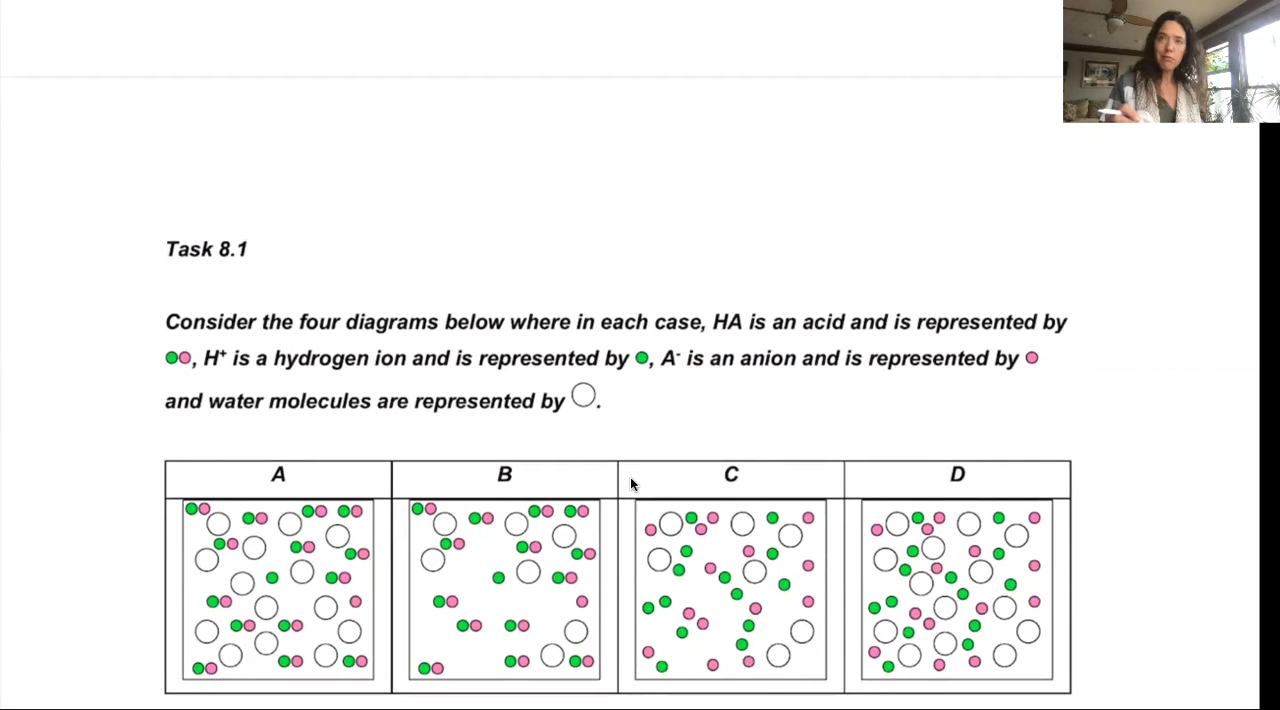 Task 8.1
Consider the four diagrams below where in each case, HA is an acid and is represented by
, H⁺ is a hydrogen ion and is represented by , A⁻ is an anion and is represented by
and water molecules are represented by .
A B C D